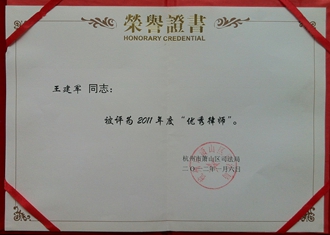 榮譽證書
HONORARY CREDENTIAL
王建军 同志：
被评为2011年度“优秀律师”。
杭州市萧山区司法局
二〇一二年一月六日